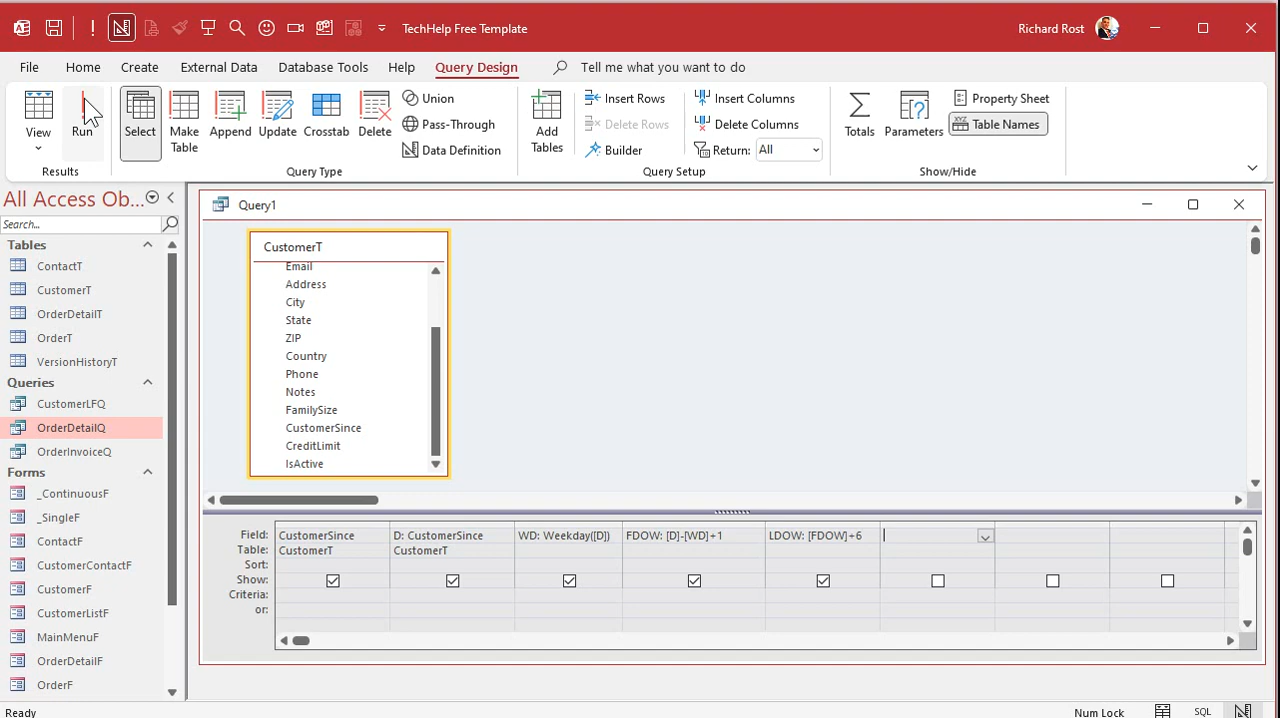 TechHelp Free Template
Richard Rost
File Home Create External Data Database Tools Help Query Design Tell me what you want to do
View
Run
Results
Select
Make Table
Append
Update
Crosstab
Delete
Union
Pass-Through
Data Definition
Query Type
Add Tables
Insert Rows
Delete Rows
Builder
Insert Columns
Delete Columns
Return: All
Query Setup
Totals
Parameters
Property Sheet
XYZ Table Names
Show/Hide
All Access Ob...
Search...
Tables
ContactT
CustomerT
OrderDetailT
OrderT
VersionHistoryT
Queries
CustomerLFQ
OrderDetailQ
OrderInvoiceQ
Forms
_ContinuousF
_SingleF
ContactF
CustomerContactF
CustomerF
CustomerListF
MainMenuF
OrderDetailF
OrderF
Query1
CustomerT
Email
Address
City
State
ZIP
Country
Phone
Notes
FamilySize
CustomerSince
CreditLimit
IsActive
Field: CustomerSince D: CustomerSince WD: Weekday([D]) FDOW: [D]-[WD]+1 LDOW: [FDOW]+6
Table: CustomerT CustomerT
Sort:
Show:
Criteria:
or:
Ready
Num Lock
SQL